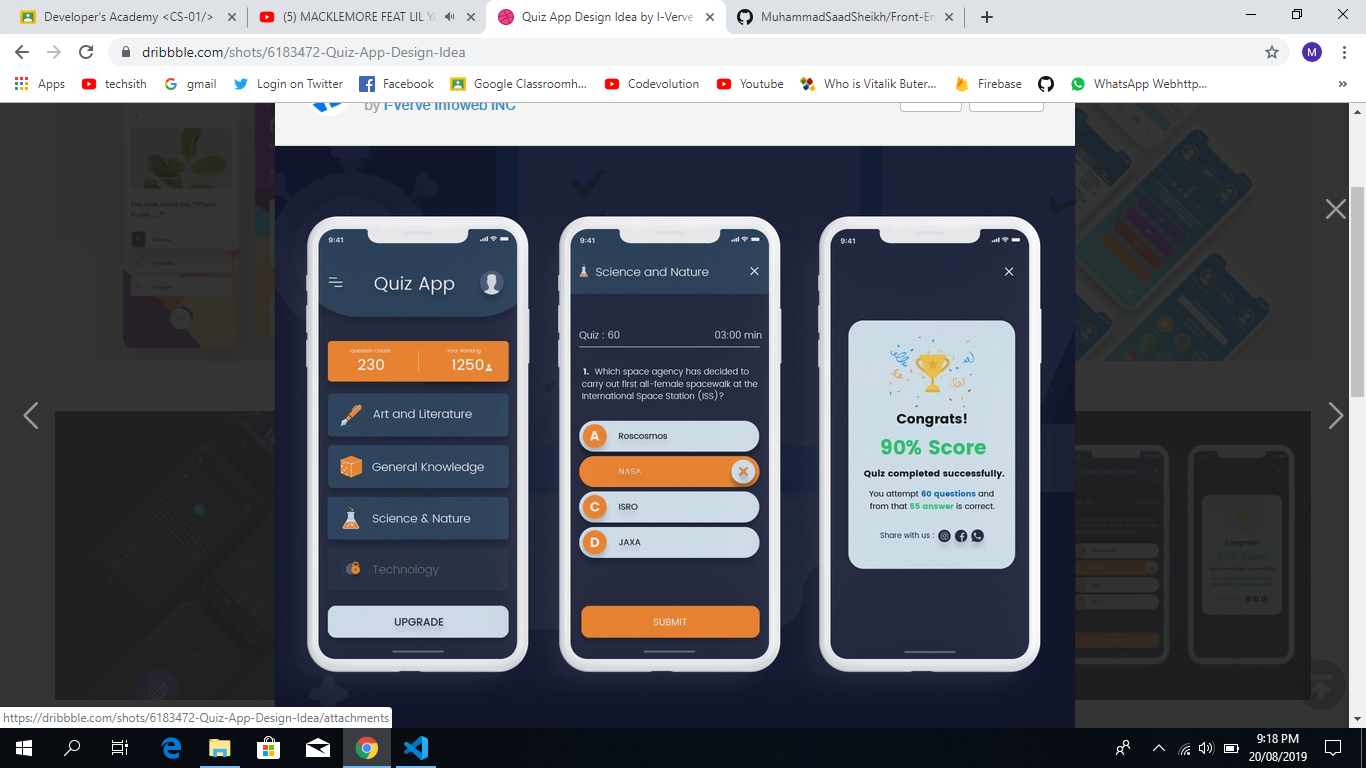 Developer's Academy <CS-01/>
(5) MACKLEMORE FEAT LIL YA
Quiz App Design Idea by I-Verve
MuhammadSaadSheikh/Front-En
dribbble.com/shots/6183472-Quiz-App-Design-Idea
M
Apps
techsith
gmail
Login on Twitter
Facebook
Google Classroomh...
Codevolution
Youtube
Who is Vitalik Buter...
Firebase
WhatsApp Webhttp...
»
by I-Verve Infoweb INC
9:41
Quiz App
Question Count
230
Your Ranking
1250
Art and Literature
General Knowledge
Science & Nature
Technology
UPGRADE
9:41
Science and Nature
Quiz : 60
03:00 min
1. Which space agency has decided to
carry out first all-female spacewalk at the
International Space Station (ISS)?
A Roscosmos
NASA
C ISRO
D JAXA
SUBMIT
9:41
Congrats!
90% Score
Quiz completed successfully.
You attempt 60 questions and
from that 55 answer is correct.
Share with us :
Congrats!
90% Score
https://dribbble.com/shots/6183472-Quiz-App-Design-Idea/attachments
9:18 PM
20/08/2019